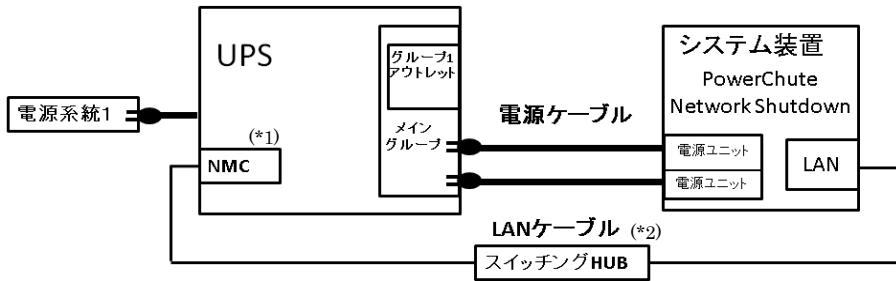 UPS
グループ1
アウトレット
システム装置
PowerChute
Network Shutdown
電源系統1
電源ケーブル
(*1)
メイン
グループ
NMC
電源ユニット
電源ユニット
LAN
LANケーブル (*2)
スイッチングHUB